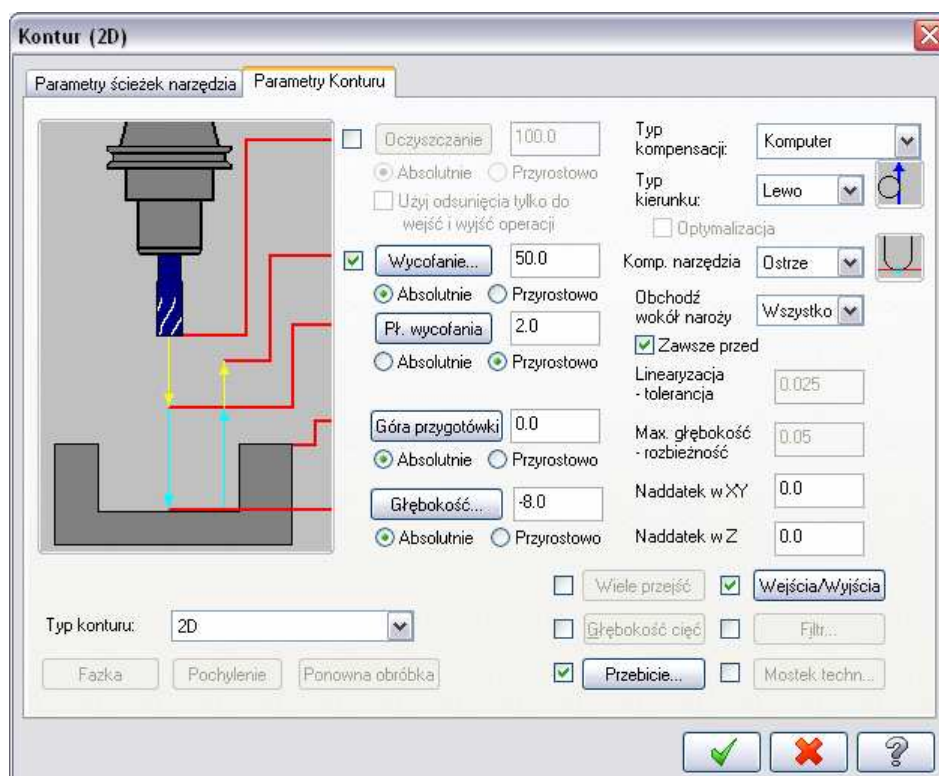 Kontur (2D)
Parametry ścieżek narzędzia
Parametry Konturu
Oczyszczanie
100.0
Absolutnie
Przyrostowo
Użyj odsunięcia tylko do
wejść i wyjść operacji
Wycofanie...
50.0
Absolutnie
Przyrostowo
Pł. wycofania
2.0
Absolutnie
Przyrostowo
Góra przygotówki
0.0
Absolutnie
Przyrostowo
Głębokość...
-8.0
Absolutnie
Przyrostowo
Typ
kompensacji:
Komputer
Typ
kierunku:
Lewo
Optymalizacja
Komp. narzędzia
Ostrze
Obchodź
wokół naroży
Wszystko
Zawsze przed
Linearyzacja
- tolerancja
0.025
Max. głębokość
- rozbieżność
0.05
Naddatek w XY
0.0
Naddatek w Z
0.0
Typ konturu:
2D
Fazka
Pochylenie
Ponowna obróbka
Wiele przejść
Wejścia/Wyjścia
Głębokość cięć
Filtr...
Przebicie...
Mostek techn...